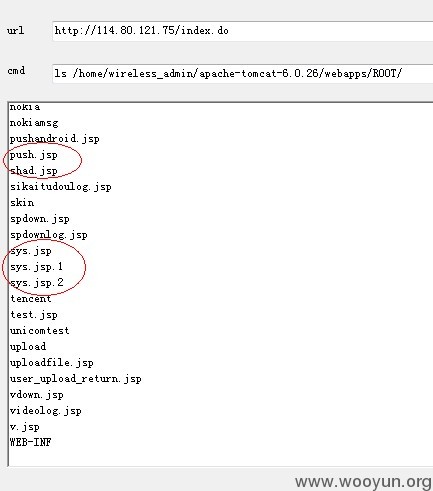 url http://114.80.121.75/index.do
cmd ls /home/wireless_admin/apache-tomcat-6.0.26/webapps/ROOT/
nokia
nokiamsg
pushandroid.jsp
push.jsp
shad.jsp
sikaitudoulog.jsp
skin
spdown.jsp
spdownlog.jsp
sys.jsp
sys.jsp.1
sys.jsp.2
tencent
test.jsp
unicomtest
upload
uploadfile.jsp
user_upload_return.jsp
vdown.jsp
videolog.jsp
v.jsp
WEB-INF
www.wooyun.org